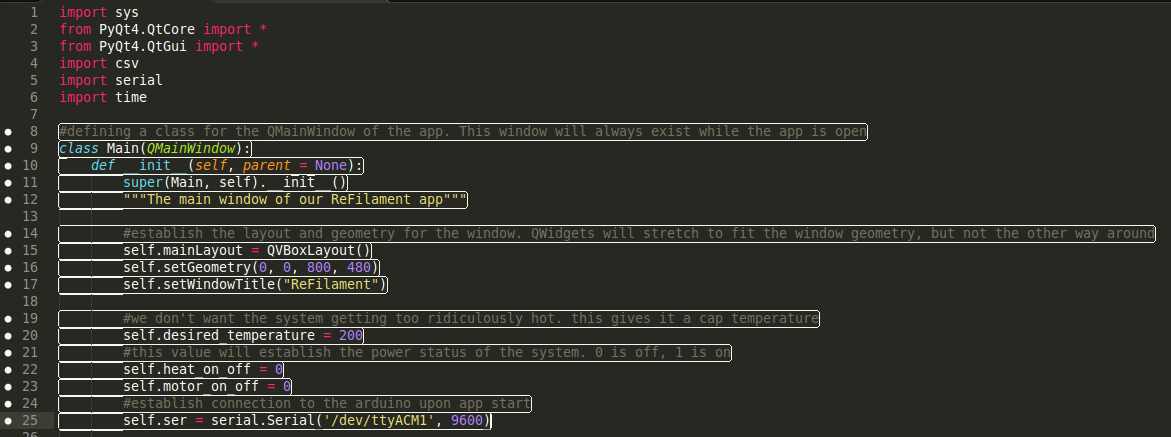 1 import sys
2 from PyQt4.QtCore import *
3 from PyQt4.QtGui import *
4 import csv
5 import serial
6 import time
7
8 #defining a class for the QMainWindow of the app. This window will always exist while the app is open
9 class Main(QMainWindow):
10 def __init__(self, parent = None):
11 super(Main, self).__init__()
12 """The main window of our ReFilament app"""
13
14 #establish the layout and geometry for the window. QWidgets will stretch to fit the window geometry, but not the other way around
15 self.mainLayout = QVBoxLayout()
16 self.setGeometry(0, 0, 800, 480)
17 self.setWindowTitle("ReFilament")
18
19 #we don't want the system getting too ridiculously hot. this gives it a cap temperature
20 self.desired_temperature = 200
21 #this value will establish the power status of the system. 0 is off, 1 is on
22 self.heat_on_off = 0
23 self.motor_on_off = 0
24 #establish connection to the arduino upon app start
25 self.ser = serial.Serial('/dev/ttyACM1', 9600)
26